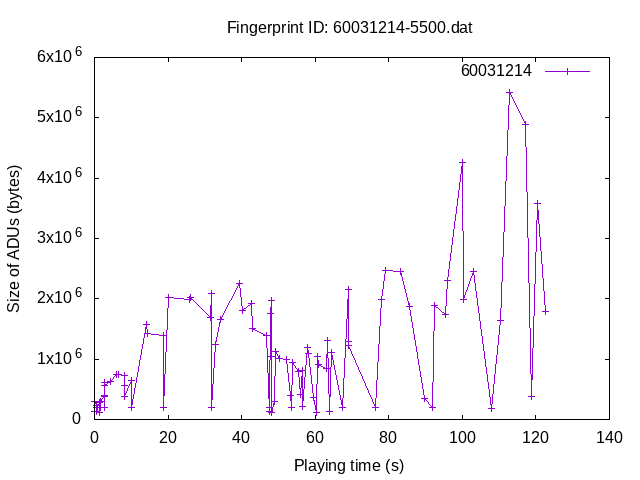 Fingerprint ID: 60031214-5500.dat
6x10^6
60031214
5x10^6
4x10^6
3x10^6
2x10^6
1x10^6
0
Size of ADUs (bytes)
0 20 40 60 80 100 120 140
Playing time (s)